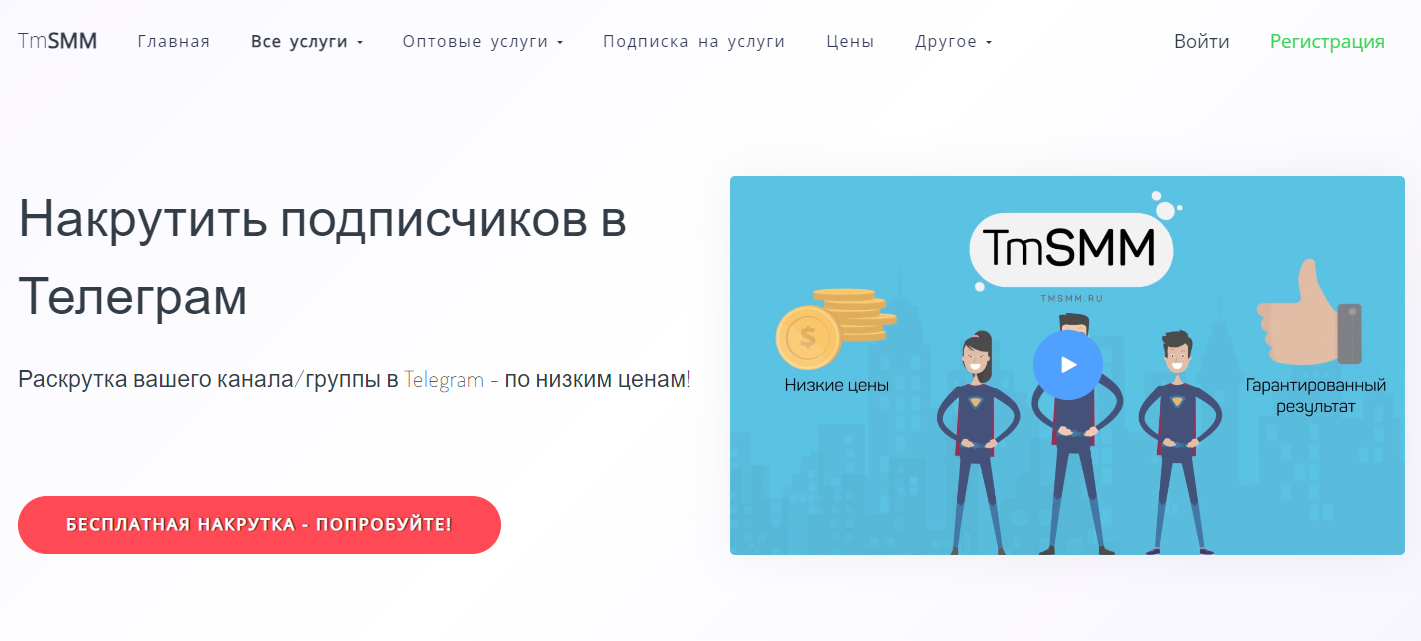 TmSMM Главная Все услуги Оптовые услуги Подписка на услуги Цены Другое Войти Регистрация
Накрутить подписчиков в
Телеграм
Раскрутка вашего канала/группы в Telegram - по низким ценам!
БЕСПЛАТНАЯ НАКРУТКА - ПОПРОБУЙТЕ!
TmSMM
TMSMM.RU
$
Низкие цены
Гарантированный
результат